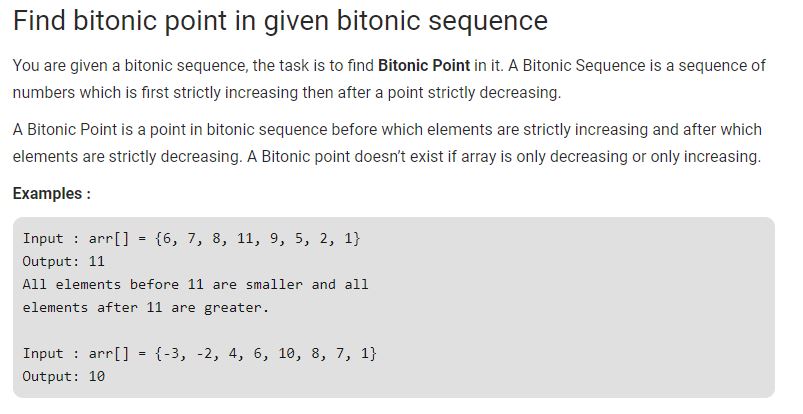 Find bitonic point in given bitonic sequence
You are given a bitonic sequence, the task is to find Bitonic Point in it. A Bitonic Sequence is a sequence of
numbers which is first strictly increasing then after a point strictly decreasing.
A Bitonic Point is a point in bitonic sequence before which elements are strictly increasing and after which
elements are strictly decreasing. A Bitonic point doesn’t exist if array is only decreasing or only increasing.
Examples :
Input : arr[] = {6, 7, 8, 11, 9, 5, 2, 1}
Output: 11
All elements before 11 are smaller and all
elements after 11 are greater.
Input : arr[] = {-3, -2, 4, 6, 10, 8, 7, 1}
Output: 10